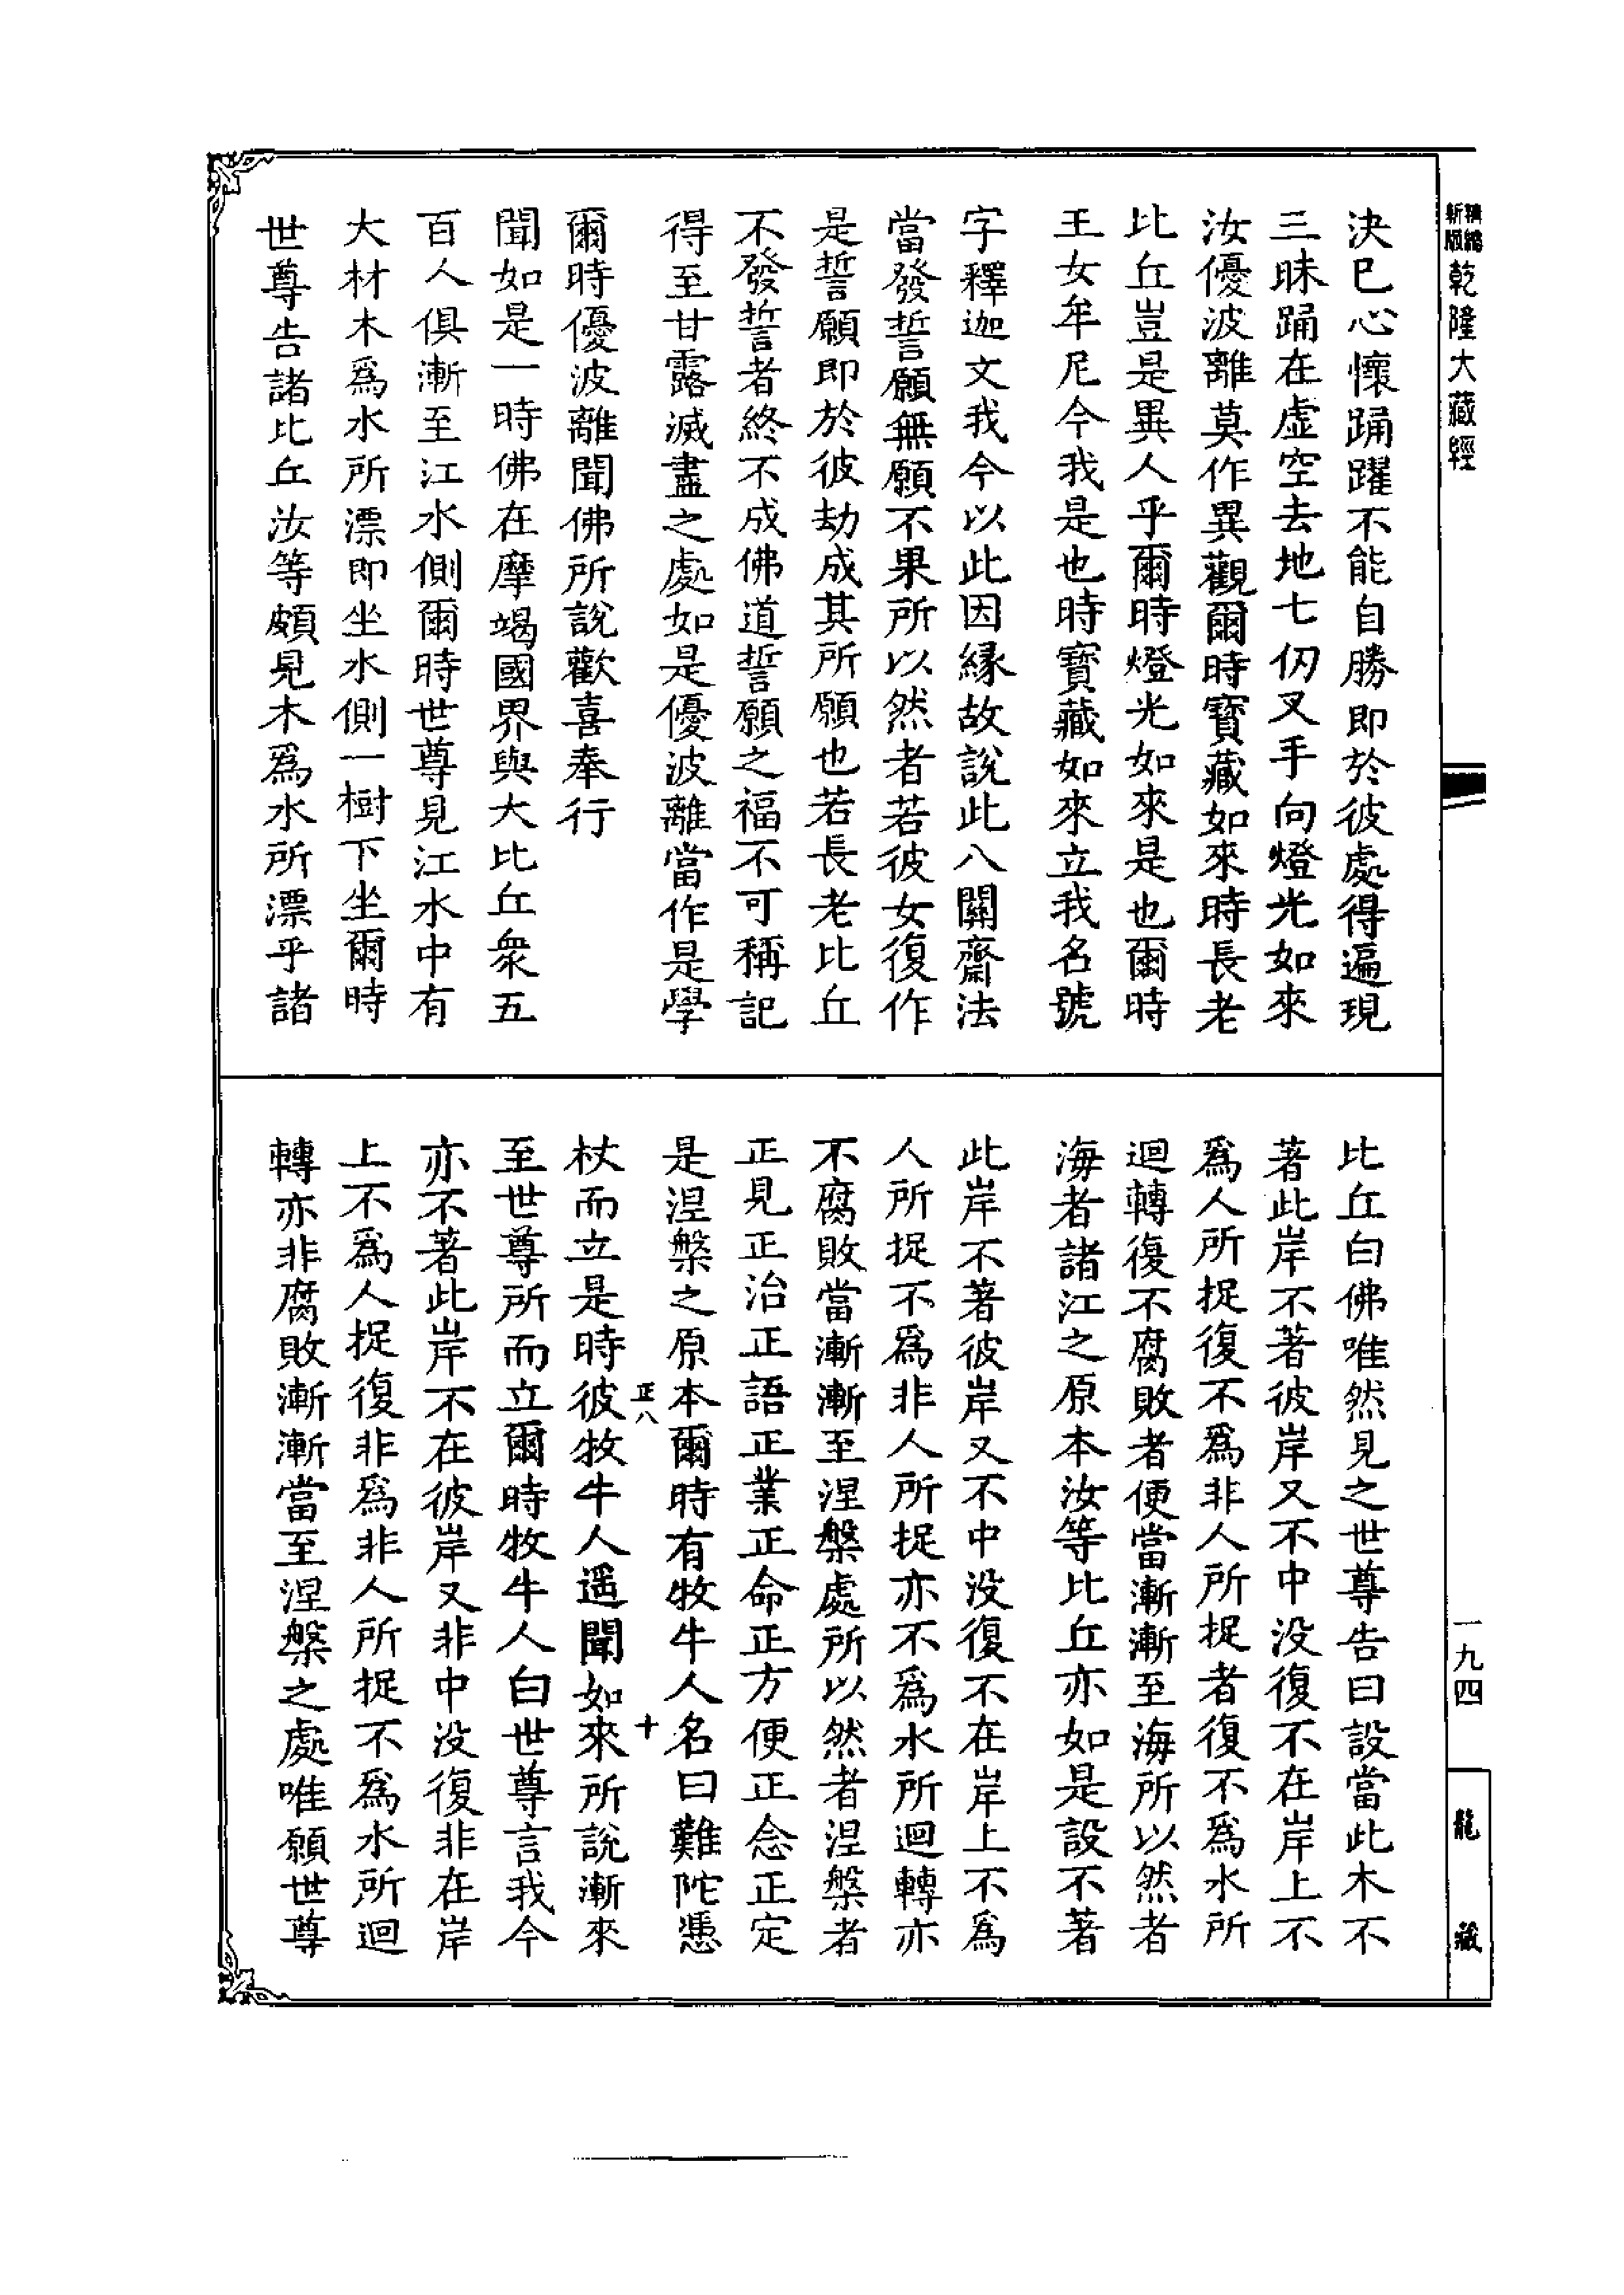 新版精編乾隆大藏經
決已心懷踊躍不能自勝即於彼處得遍現
三昧踊在虚空去地七仞叉手向燈光如來
汝優波離莫作異觀爾時寳藏如來時長老
比丘豈是異人乎爾時燈光如來是也爾時
王女牟尼今我是也時寳藏如來立我名號
字釋迦文我今以此因縁故說此八關齋法
當發誓願無願不果所以然者若彼女復作
是誓願即於彼劫成其所願也若長老比丘
不發誓者終不成佛道誓願之福不可稱記
得至甘露滅盡之處如是優波離當作是學
爾時優波離聞佛所說歡喜奉行
聞如是一時佛在摩竭國界與大比丘衆五
百人俱漸至江水側爾時世尊見江水中有
大材木爲水所漂即坐水側一樹下坐爾時
世尊告諸比丘汝等頗見木爲水所漂乎諸
比丘白佛唯然見之世尊告曰設當此木不
著此岸不著彼岸又不中没復不在岸上不
爲人所捉復不爲非人所捉者復不爲水所
迴轉復不腐敗者便當漸漸至海所以然者
海者諸江之原本汝等比丘亦如是設不著
此岸不著彼岸又不中没復不在岸上不爲
人所捉不爲非人所捉亦不爲水所迴轉亦
不腐敗當漸漸至涅槃處所以然者涅槃者
正見正治正語正業正命正方便正念正定
是涅槃之原本爾時有牧牛人名曰難陀憑
正八 十
杖而立是時彼牧牛人遥聞如來所說漸來
至世尊所而立爾時牧牛人白世尊言我今
亦不著此岸不在彼岸又非中没復非在岸
上不爲人捉復非爲非人所捉不爲水所迴
轉亦非腐敗漸漸當至涅槃之處唯願世尊
一九四
龍藏